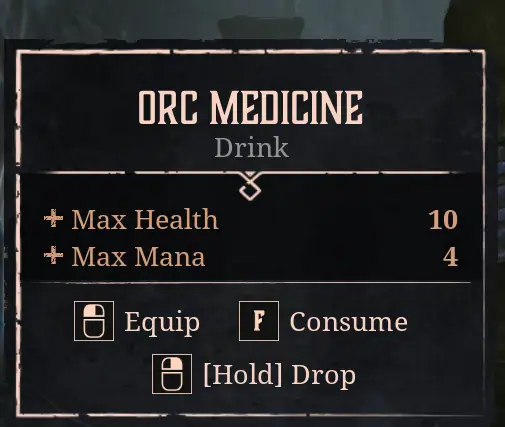 ORC MEDICINE
Drink
Max Health 10
Max Mana 4
Equip F Consume
[Hold] Drop